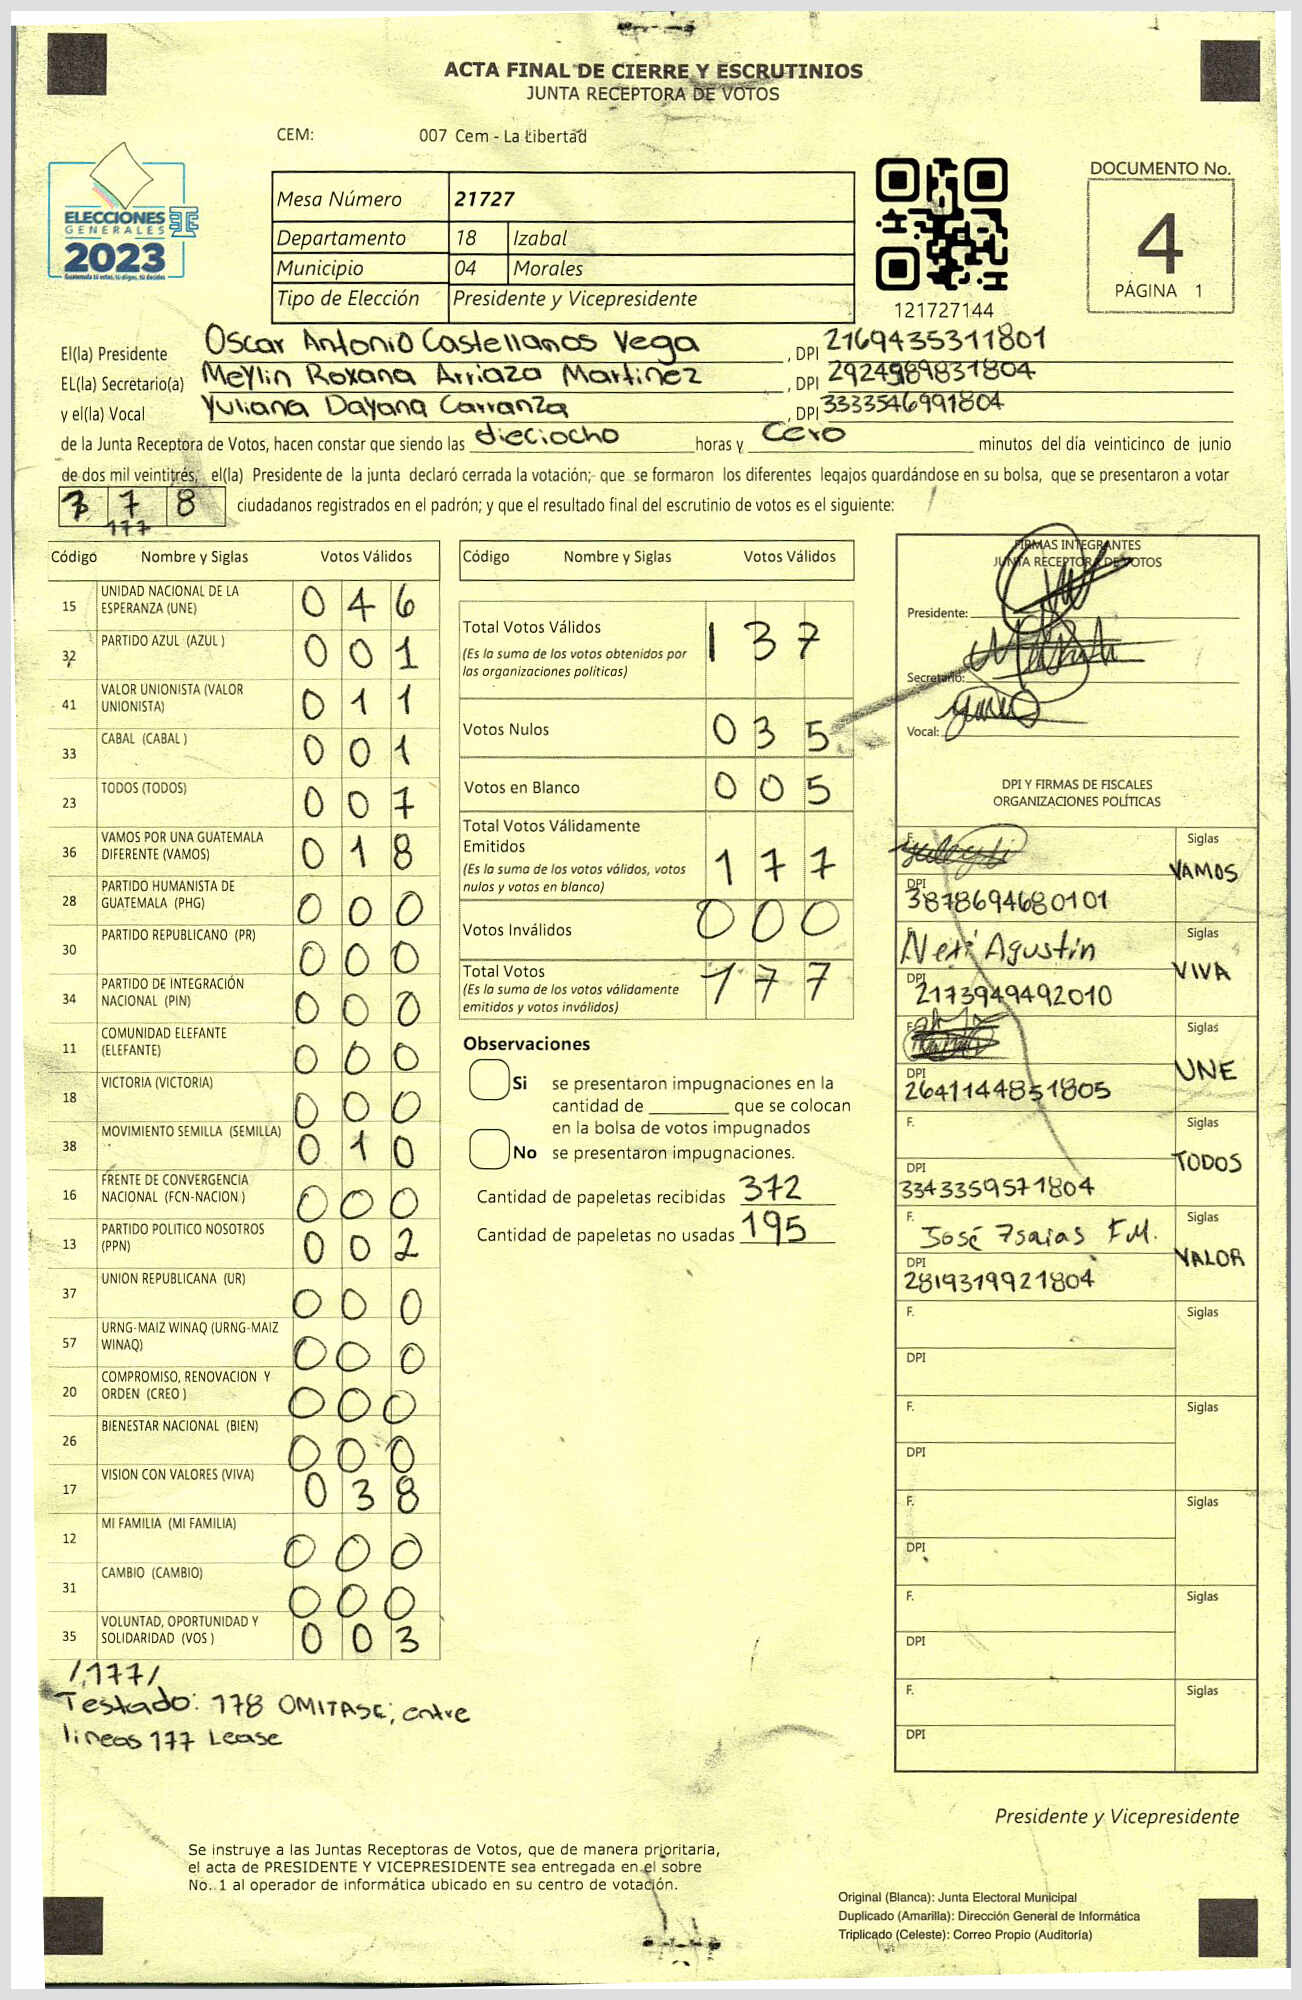 ACTA FINAL DE CIERRE Y ESCRUTINIOS
JUNTA RECEPTORA DE VOTOS
CEM: 007 Cem - La Libertad
ELECCIONES
GENERALES
2023
Guatemala tú votas, tú eliges, tú decides
Mesa Número 21727
Departamento 18 Izabal
Municipio 04 Morales
Tipo de Elección Presidente y Vicepresidente
121727144
DOCUMENTO No.
4
PÁGINA 1
El(la) Presidente Oscar Antonio Castellanos Vega, DPI 2169435311801
EL(la) Secretario(a) Meylin Roxana Arriaza Martinez, DPI 2924989831804
y el(la) Vocal Yuliana Dayana Carranza, DPI 3333546991804
de la Junta Receptora de Votos, hacen constar que siendo las dieciocho horas y cero minutos del día veinticinco de junio
de dos mil veintitrés; el(la) Presidente de la junta declaró cerrada la votación; que se formaron los diferentes legajos guardándose en su bolsa, que se presentaron a votar
7 8 ciudadanos registrados en el padrón; y que el resultado final del escrutinio de votos es el siguiente:
177
Código Nombre y Siglas Votos Válidos
15 UNIDAD NACIONAL DE LA ESPERANZA (UNE) 0 4 6
32 PARTIDO AZUL (AZUL ) 0 0 1
41 VALOR UNIONISTA (VALOR UNIONISTA) 0 1 1
33 CABAL (CABAL ) 0 0 1
23 TODOS (TODOS) 0 0 7
36 VAMOS POR UNA GUATEMALA DIFERENTE (VAMOS) 0 1 8
28 PARTIDO HUMANISTA DE GUATEMALA (PHG) 0 0 0
30 PARTIDO REPUBLICANO (PR) 0 0 0
34 PARTIDO DE INTEGRACIÓN NACIONAL (PIN) 0 0 0
11 COMUNIDAD ELEFANTE (ELEFANTE) 0 0 0
18 VICTORIA (VICTORIA) 0 0 0
38 MOVIMIENTO SEMILLA (SEMILLA) 0 1 0
16 FRENTE DE CONVERGENCIA NACIONAL (FCN-NACION ) 0 0 0
13 PARTIDO POLITICO NOSOTROS (PPN) 0 0 2
37 UNION REPUBLICANA (UR) 0 0 0
57 URNG-MAIZ WINAQ (URNG-MAIZ WINAQ) 0 0 0
20 COMPROMISO, RENOVACION Y ORDEN (CREO ) 0 0 0
26 BIENESTAR NACIONAL (BIEN) 0 0 0
17 VISION CON VALORES (VIVA) 0 3 8
12 MI FAMILIA (MI FAMILIA) 0 0 0
31 CAMBIO (CAMBIO) 0 0 0
35 VOLUNTAD, OPORTUNIDAD Y SOLIDARIDAD (VOS ) 0 0 3
/177/
Testado: 178 OMITASE; entre
lineas 177 Lease
Código Nombre y Siglas Votos Válidos
Total Votos Válidos 1 3 7
(Es la suma de los votos obtenidos por
las organizaciones políticas)
Votos Nulos 0 3 5
Votos en Blanco 0 0 5
Total Votos Válidamente
Emitidos 1 7 7
(Es la suma de los votos válidos, votos
nulos y votos en blanco)
Votos Inválidos 0 0 0
Total Votos 1 7 7
(Es la suma de los votos válidamente
emitidos y votos inválidos)
Observaciones
Si se presentaron impugnaciones en la
cantidad de ________ que se colocan
en la bolsa de votos impugnados
No se presentaron impugnaciones.
Cantidad de papeletas recibidas 372
Cantidad de papeletas no usadas 195
FIRMAS INTEGRANTES
JUNTA RECEPTORA DE VOTOS
Presidente:
Secretario:
Vocal:
DPI Y FIRMAS DE FISCALES
ORGANIZACIONES POLÍTICAS
F. Siglas VAMOS
DPI 3878694680101
F. Nexi Agustin Siglas VIVA
DPI 2173949492010
F. Siglas UNE
DPI 2641144851805
F. Siglas TODOS
DPI 3343359571804
F. José Isaias F.M. Siglas VALOR
DPI 2819319921804
F. Siglas
DPI
F. Siglas
DPI
F. Siglas
DPI
F. Siglas
DPI
F. Siglas
DPI
Presidente y Vicepresidente
Se instruye a las Juntas Receptoras de Votos, que de manera prioritaria,
el acta de PRESIDENTE Y VICEPRESIDENTE sea entregada en el sobre
No. 1 al operador de informática ubicado en su centro de votación.
Original (Blanca): Junta Electoral Municipal
Duplicado (Amarilla): Dirección General de Informática
Triplicado (Celeste): Correo Propio (Auditoría)